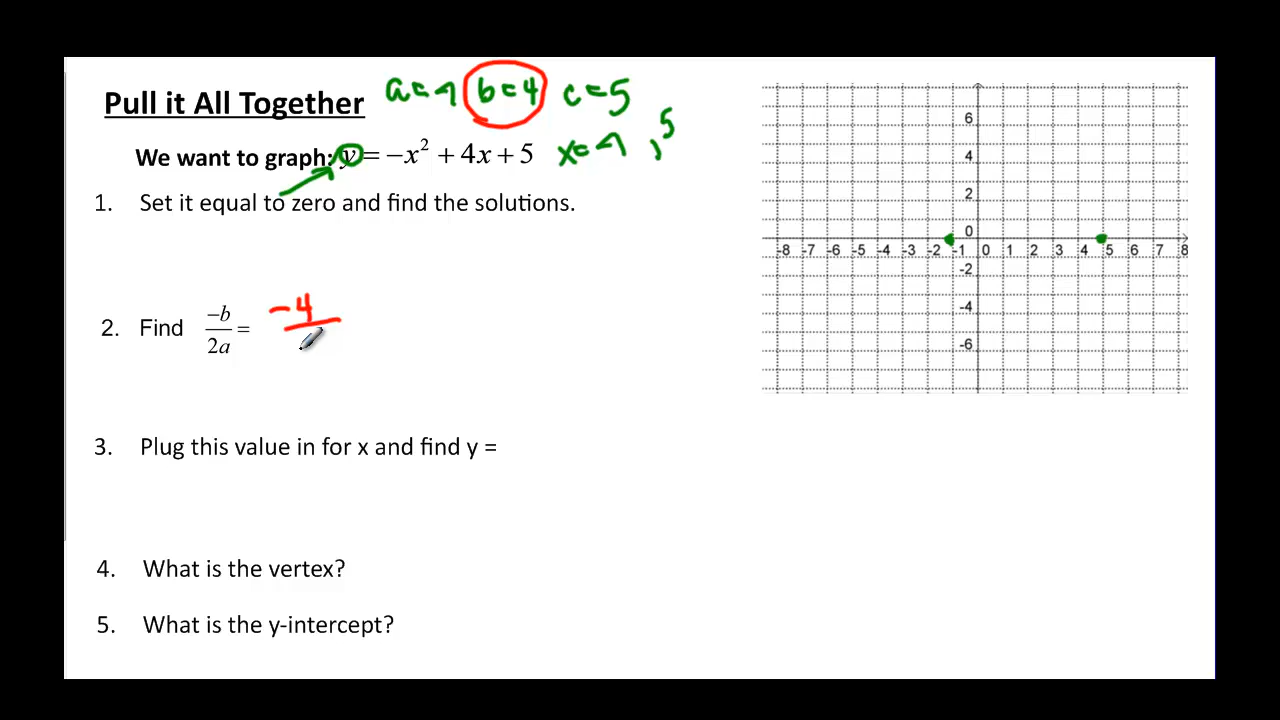 Pull it All Together a=-1 b=4 c=5
We want to graph: y = −x² + 4x + 5 x=-1, 5
1. Set it equal to zero and find the solutions.
2. Find −b/2a = -4
3. Plug this value in for x and find y =
4. What is the vertex?
5. What is the y-intercept?
6
4
2
0
-8 -7 -6 -5 -4 -3 -2 -1 0 1 2 3 4 5 6 7 8
-2
-4
-6